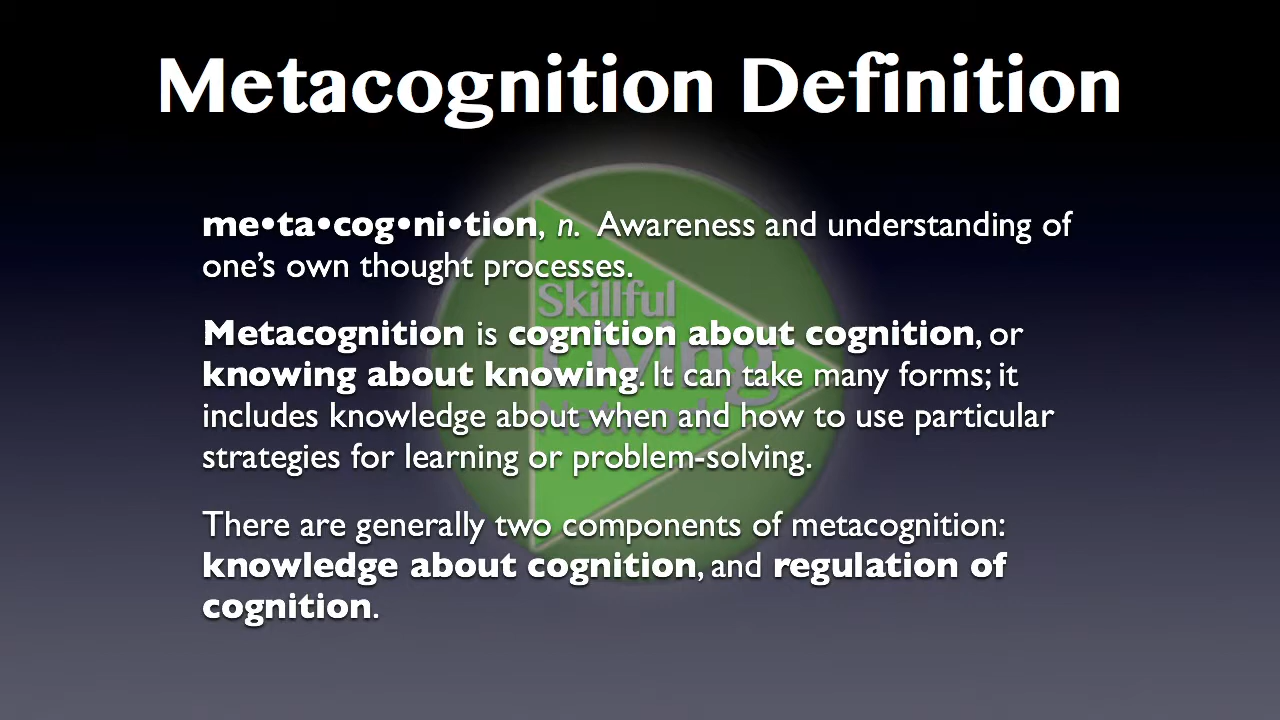 Metacognition Definition
me•ta•cog•ni•tion, n.  Awareness and understanding of
one’s own thought processes.
Skillful
Metacognition is cognition about cognition, or
Living
knowing about knowing. It can take many forms; it
includes knowledge about when and how to use particular
Network
strategies for learning or problem-solving.
There are generally two components of metacognition:
knowledge about cognition, and regulation of
cognition.